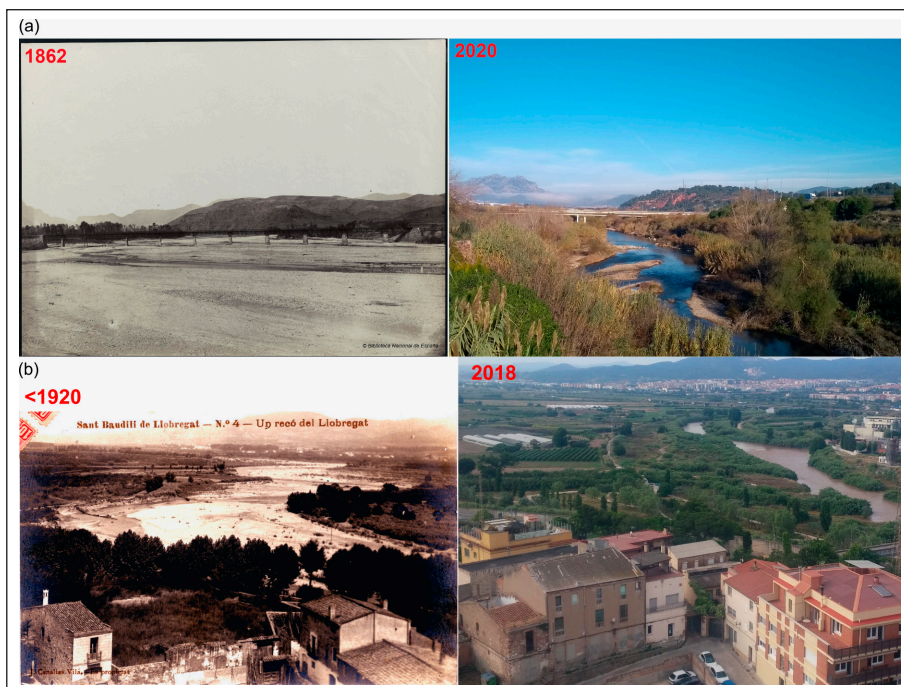 (a)
1862
2020
© Biblioteca Nacional de España
(b)
<1920
2018
Sant Baudili de Llobregat — N.º 4 — Un recó del Llobregat